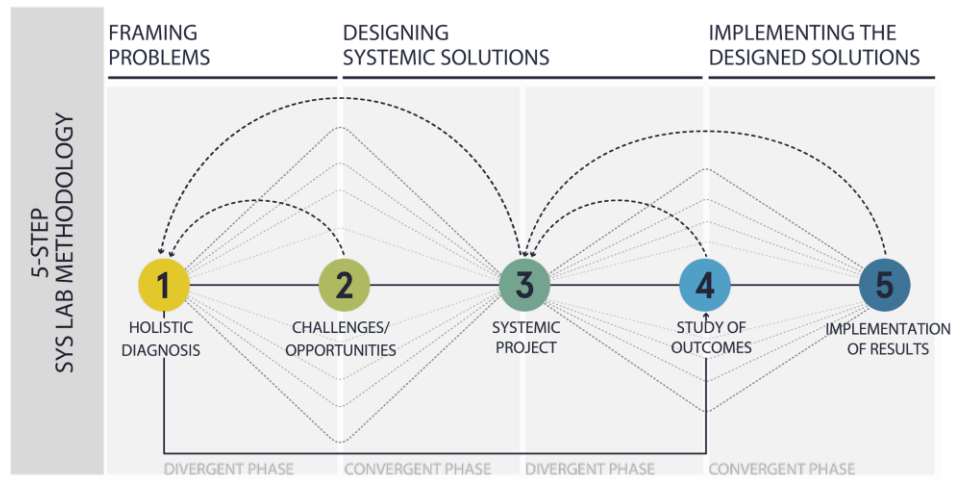 5-STEP
SYS LAB METHODOLOGY
FRAMING
PROBLEMS
DESIGNING
SYSTEMIC SOLUTIONS
IMPLEMENTING THE
DESIGNED SOLUTIONS
1
2
3
4
5
HOLISTIC
DIAGNOSIS
CHALLENGES/
OPPORTUNITIES
SYSTEMIC
PROJECT
STUDY OF
OUTCOMES
IMPLEMENTATION
OF RESULTS
DIVERGENT PHASE
CONVERGENT PHASE
DIVERGENT PHASE
CONVERGENT PHASE